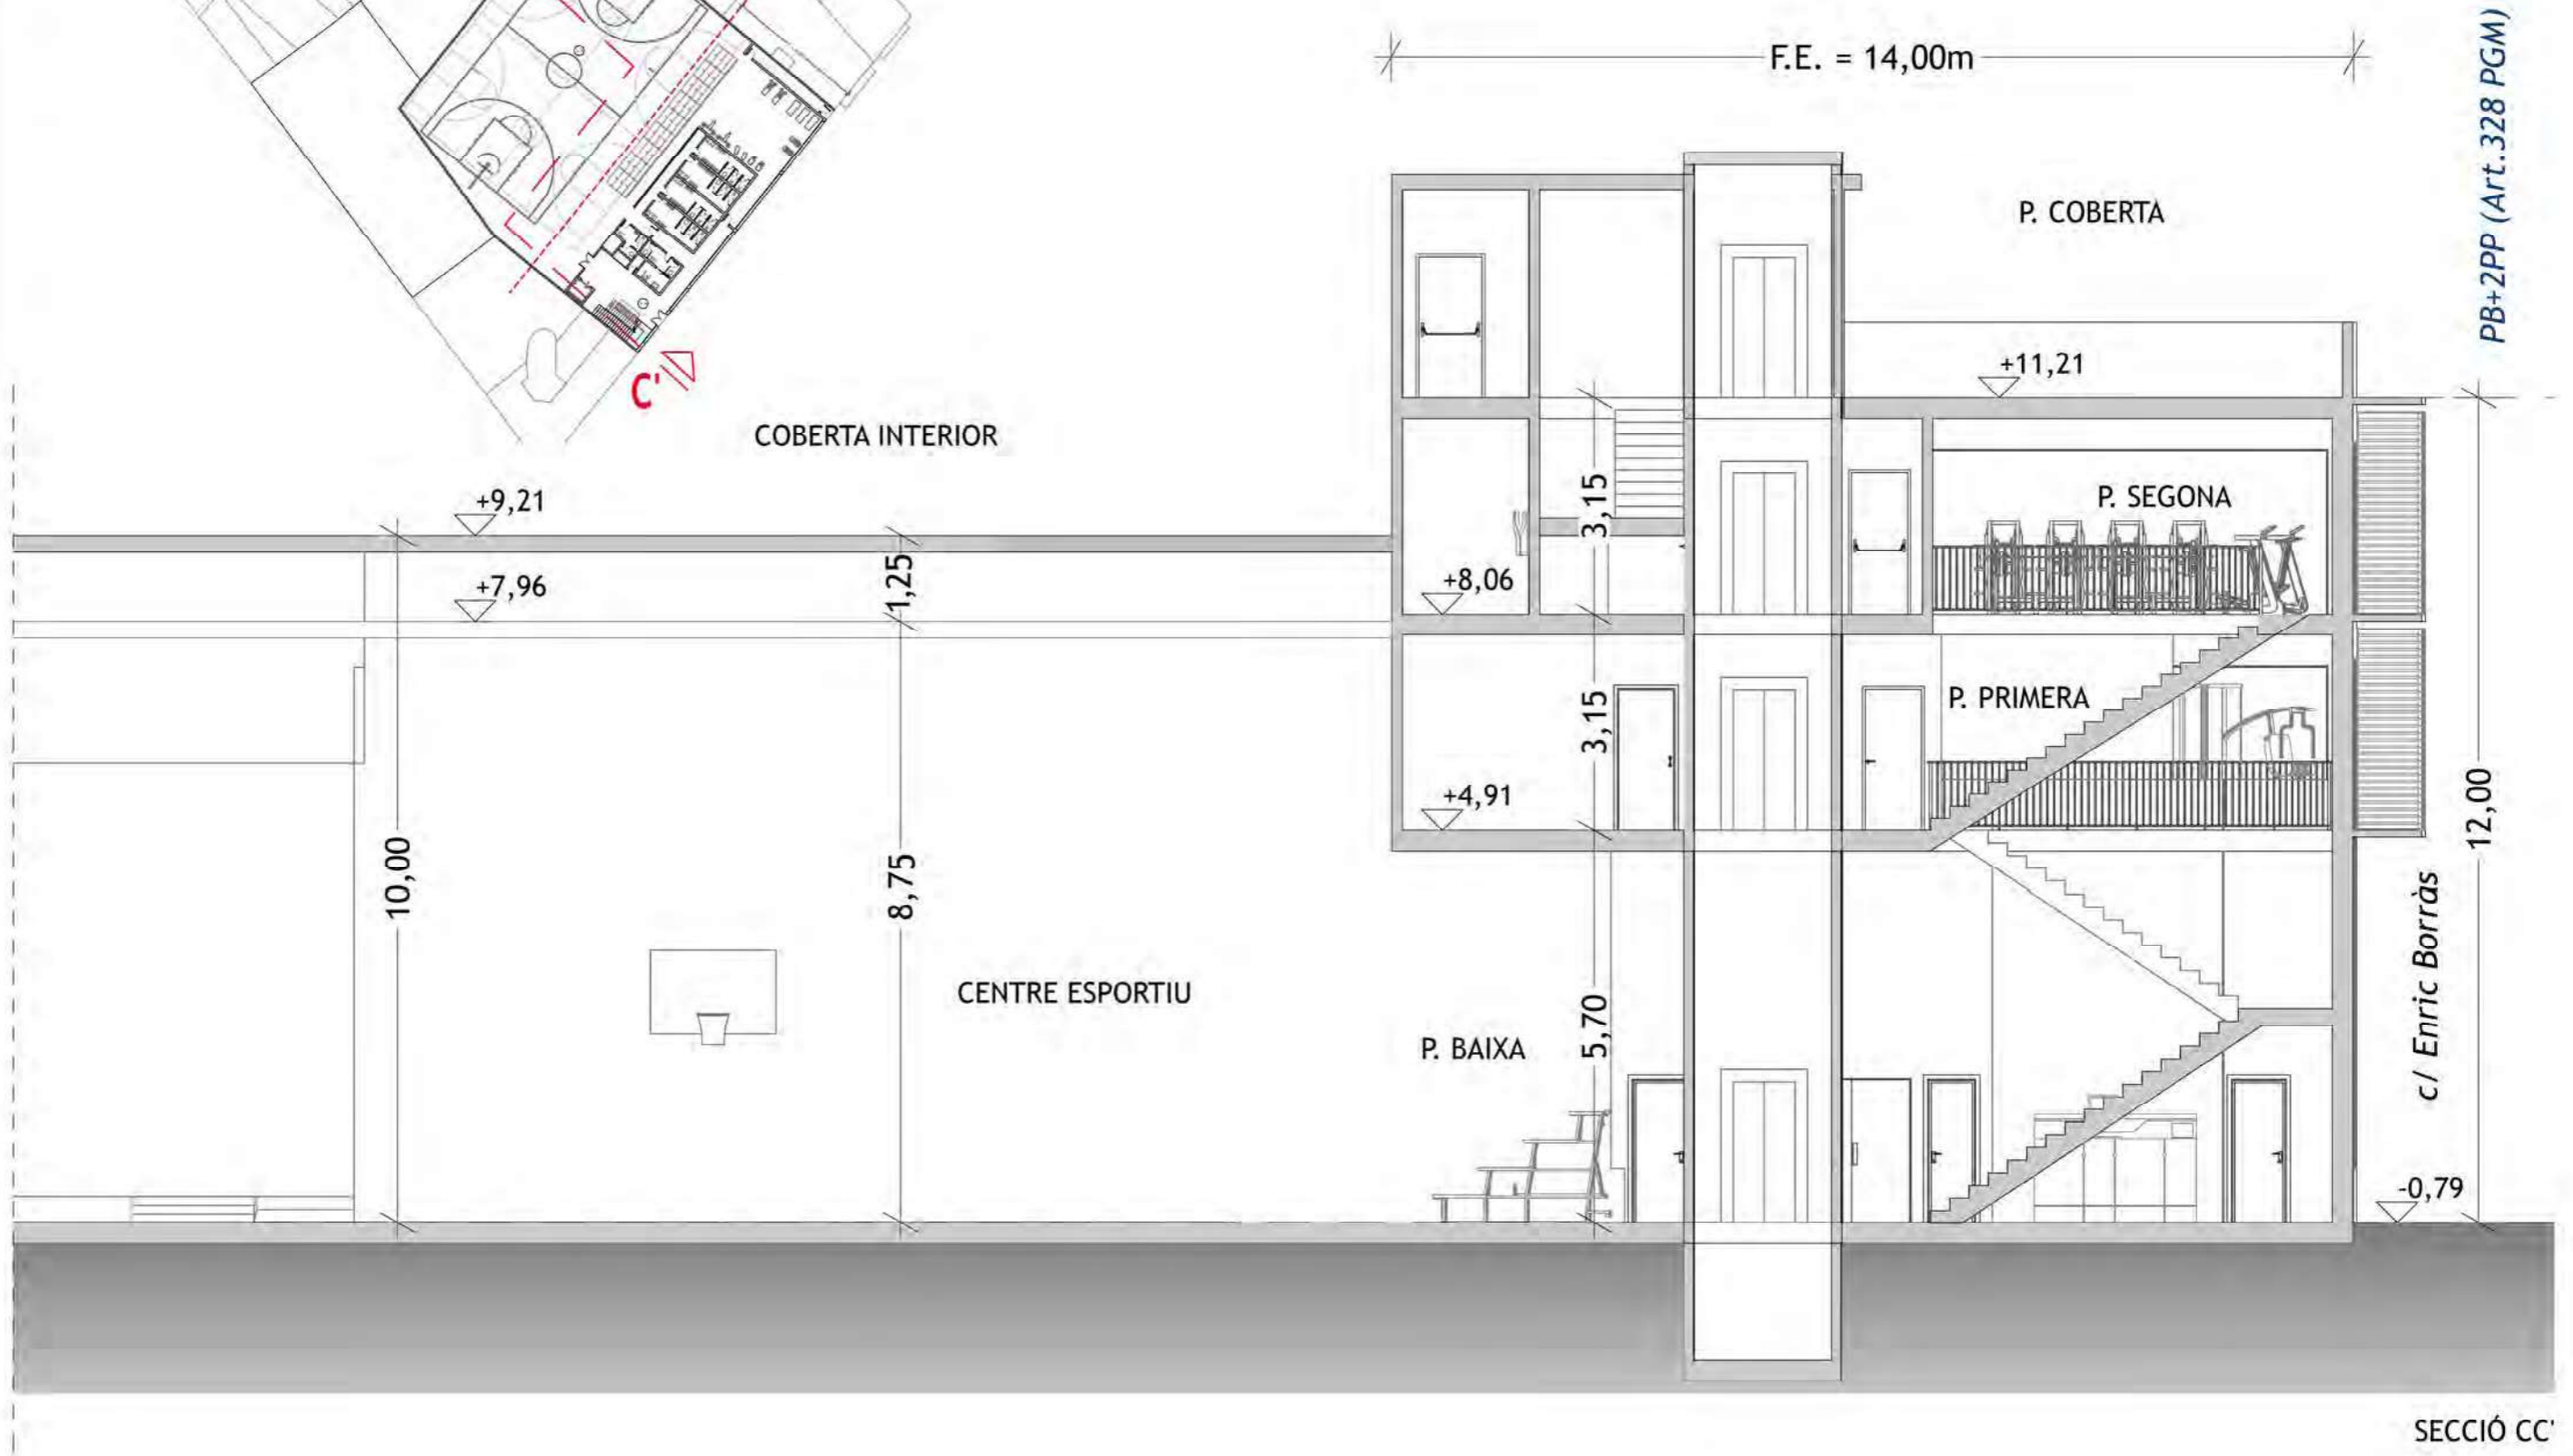 F.E. = 14,00m
PB+2PP (Art.328 PGM)
P. COBERTA
C'
+11,21
COBERTA INTERIOR
+9,21
3,15
P. SEGONA
+7,96
1,25
+8,06
3,15
P. PRIMERA
+4,91
12,00
10,00
8,75
c/ Enric Borràs
CENTRE ESPORTIU
5,70
P. BAIXA
-0,79
SECCIÓ CC'